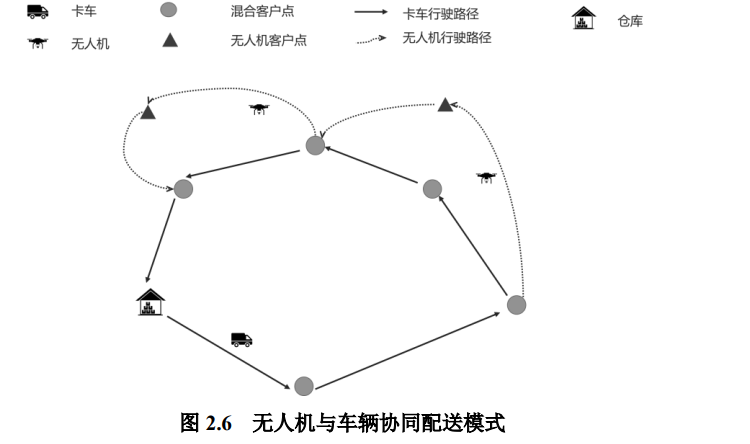 卡车 混合客户点 卡车行驶路径 仓库
无人机 无人机客户点 无人机行驶路径
图 2.6 无人机与车辆协同配送模式